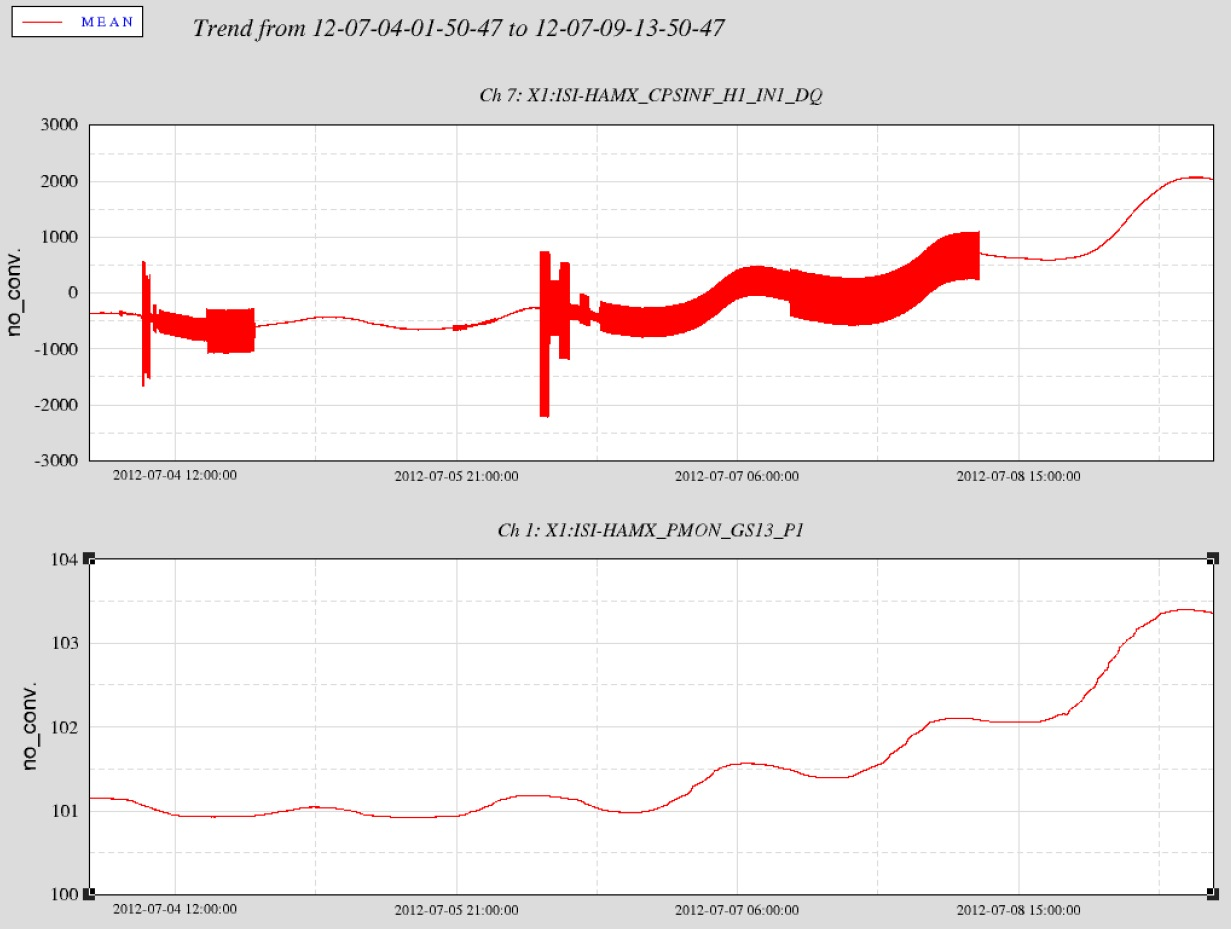 MEAN
Trend from 12-07-04-01-50-47 to 12-07-09-13-50-47
Ch 7: X1:ISI-HAMX_CPSINF_H1_IN1_DQ
3000
2000
1000
0
-1000
-2000
-3000
no_conv.
2012-07-04 12:00:00 2012-07-05 21:00:00 2012-07-07 06:00:00 2012-07-08 15:00:00
Ch 1: X1:ISI-HAMX_PMON_GS13_P1
104
103
102
101
100
no_conv.
2012-07-04 12:00:00 2012-07-05 21:00:00 2012-07-07 06:00:00 2012-07-08 15:00:00